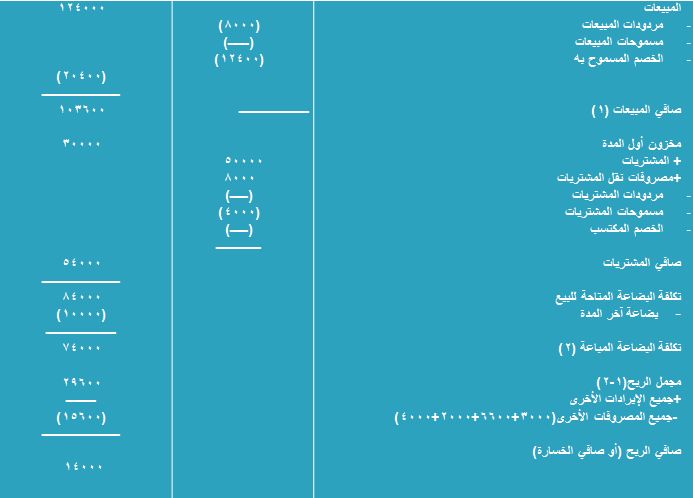 المبيعات ١٢٤٠٠٠
- مردودات المبيعات (٨٠٠٠)
- مسموحات المبيعات (——)
- الخصم المسموح به (١٢٤٠٠)
(٢٠٤٠٠)
صافي المبيعات (١) ١٠٣٦٠٠
مخزون أول المدة ٣٠٠٠٠
+ المشتريات ٥٠٠٠٠
+مصروفات نقل المشتريات ٨٠٠٠
- مردودات المشتريات (——)
- مسموحات المشتريات (٤٠٠٠)
- الخصم المكتسب (——)
صافي المشتريات ٥٤٠٠٠
تكلفة البضاعة المتاحة للبيع ٨٤٠٠٠
- بضاعة آخر المدة (١٠٠٠٠)
تكلفة البضاعة المباعة (٢) ٧٤٠٠٠
مجمل الربح(١-٢) ٢٩٦٠٠
+جميع الإيرادات الأخرى ——
-جميع المصروفات الأخرى(٣٠٠٠+٦٦٠٠+٢٠٠٠+٤٠٠٠) (١٥٦٠٠)
صافي الربح (أو صافي الخسارة)
١٤٠٠٠